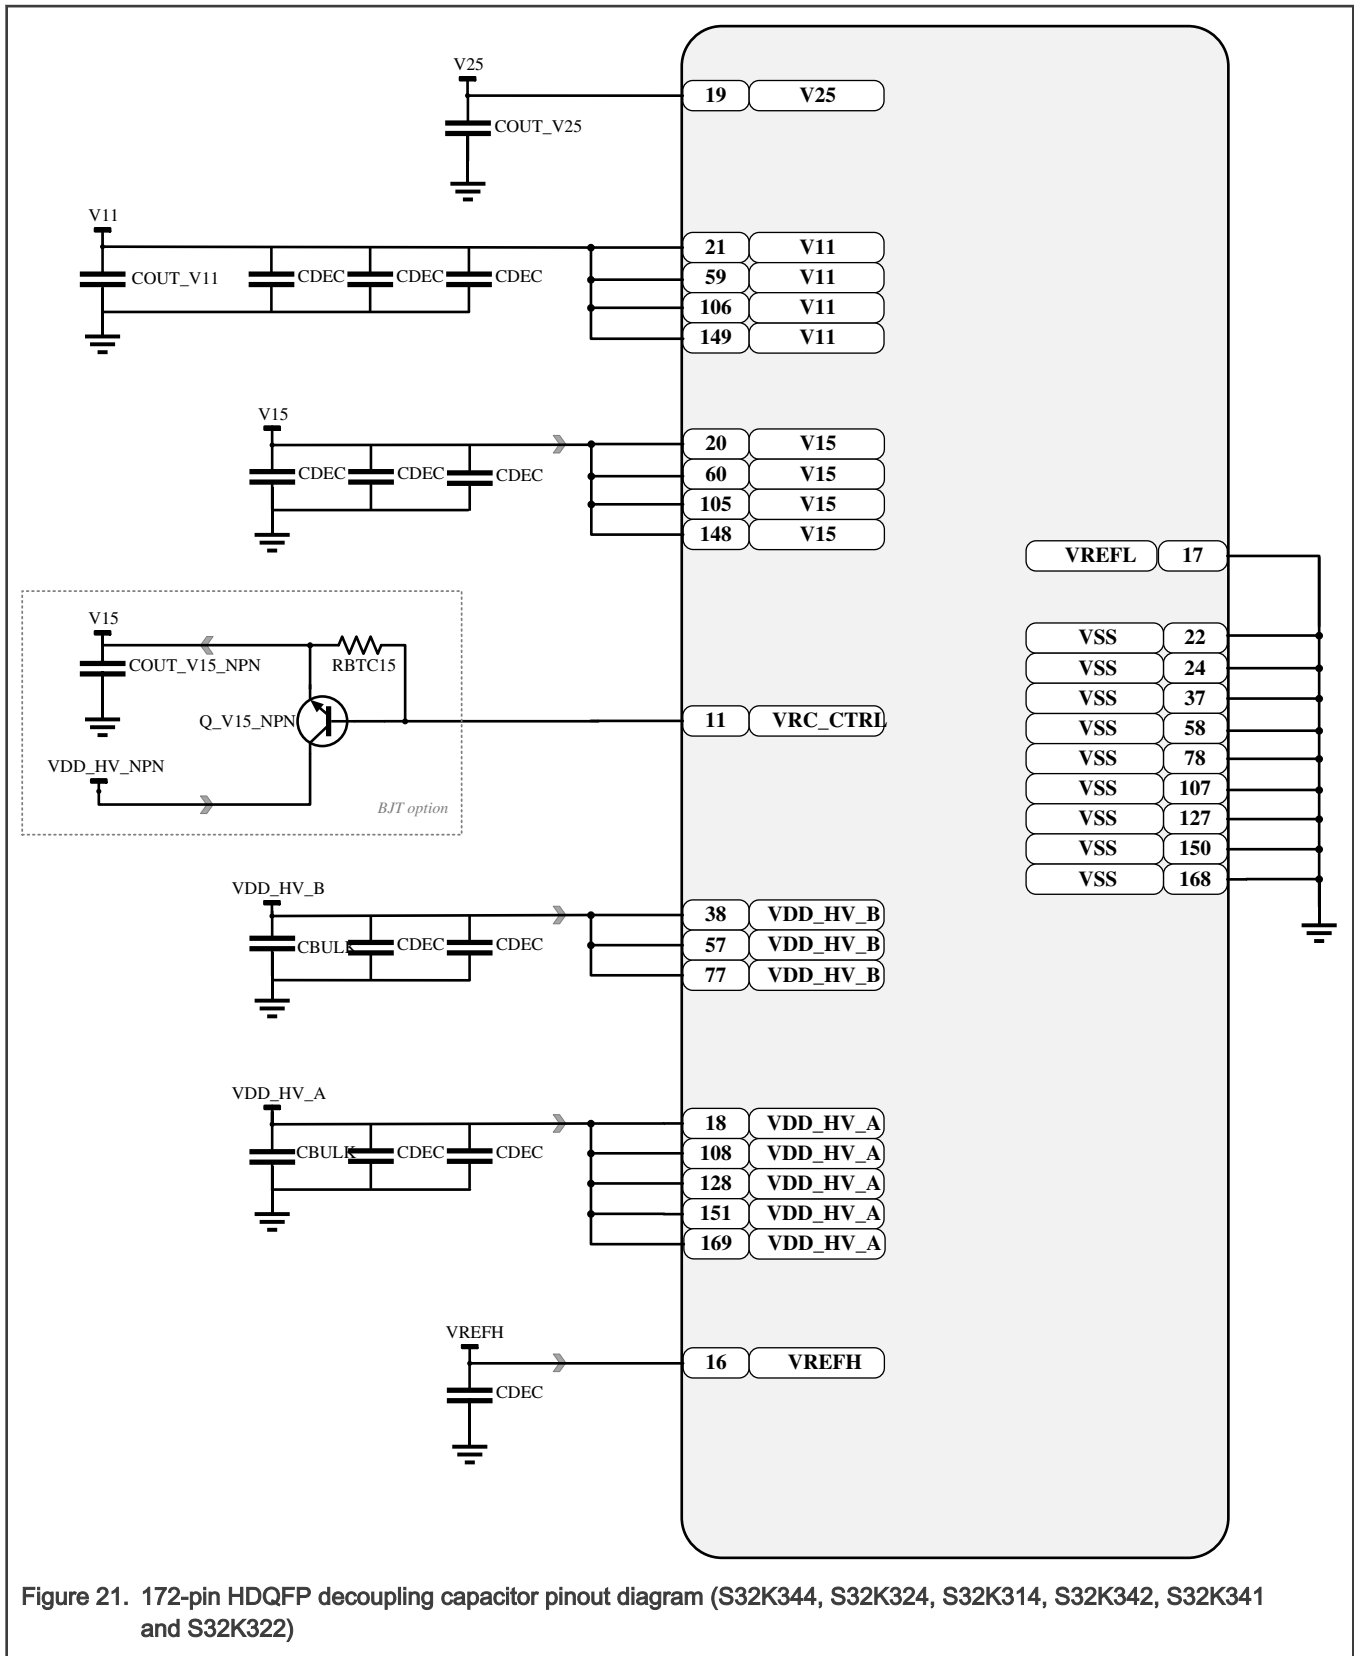 V25
19 V25
COUT_V25
V11
21 V11
COUT_V11 CDEC CDEC CDEC
59 V11
106 V11
149 V11
V15
20 V15
CDEC CDEC CDEC
60 V15
105 V15
148 V15
VREFL 17
V15
VSS 22
COUT_V15_NPN RBTC15
VSS 24
VSS 37
Q_V15_NPN
11 VRC_CTRL
VSS 58
VDD_HV_NPN
VSS 78
VSS 107
BJT option
VSS 127
VSS 150
VSS 168
VDD_HV_B
38 VDD_HV_B
CBULK CDEC CDEC
57 VDD_HV_B
77 VDD_HV_B
VDD_HV_A
18 VDD_HV_A
CBULK CDEC CDEC
108 VDD_HV_A
128 VDD_HV_A
151 VDD_HV_A
169 VDD_HV_A
VREFH
16 VREFH
CDEC
Figure 21. 172-pin HDQFP decoupling capacitor pinout diagram (S32K344, S32K324, S32K314, S32K342, S32K341
and S32K322)